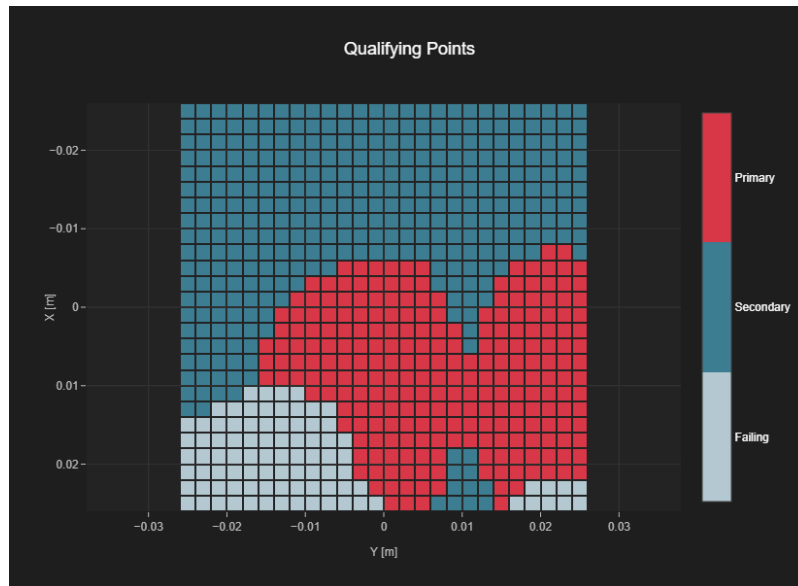 Qualifying Points
−0.02
−0.01
0
0.01
0.02
X [m]
−0.03
−0.02
−0.01
0
0.01
0.02
0.03
Y [m]
Primary
Secondary
Failing